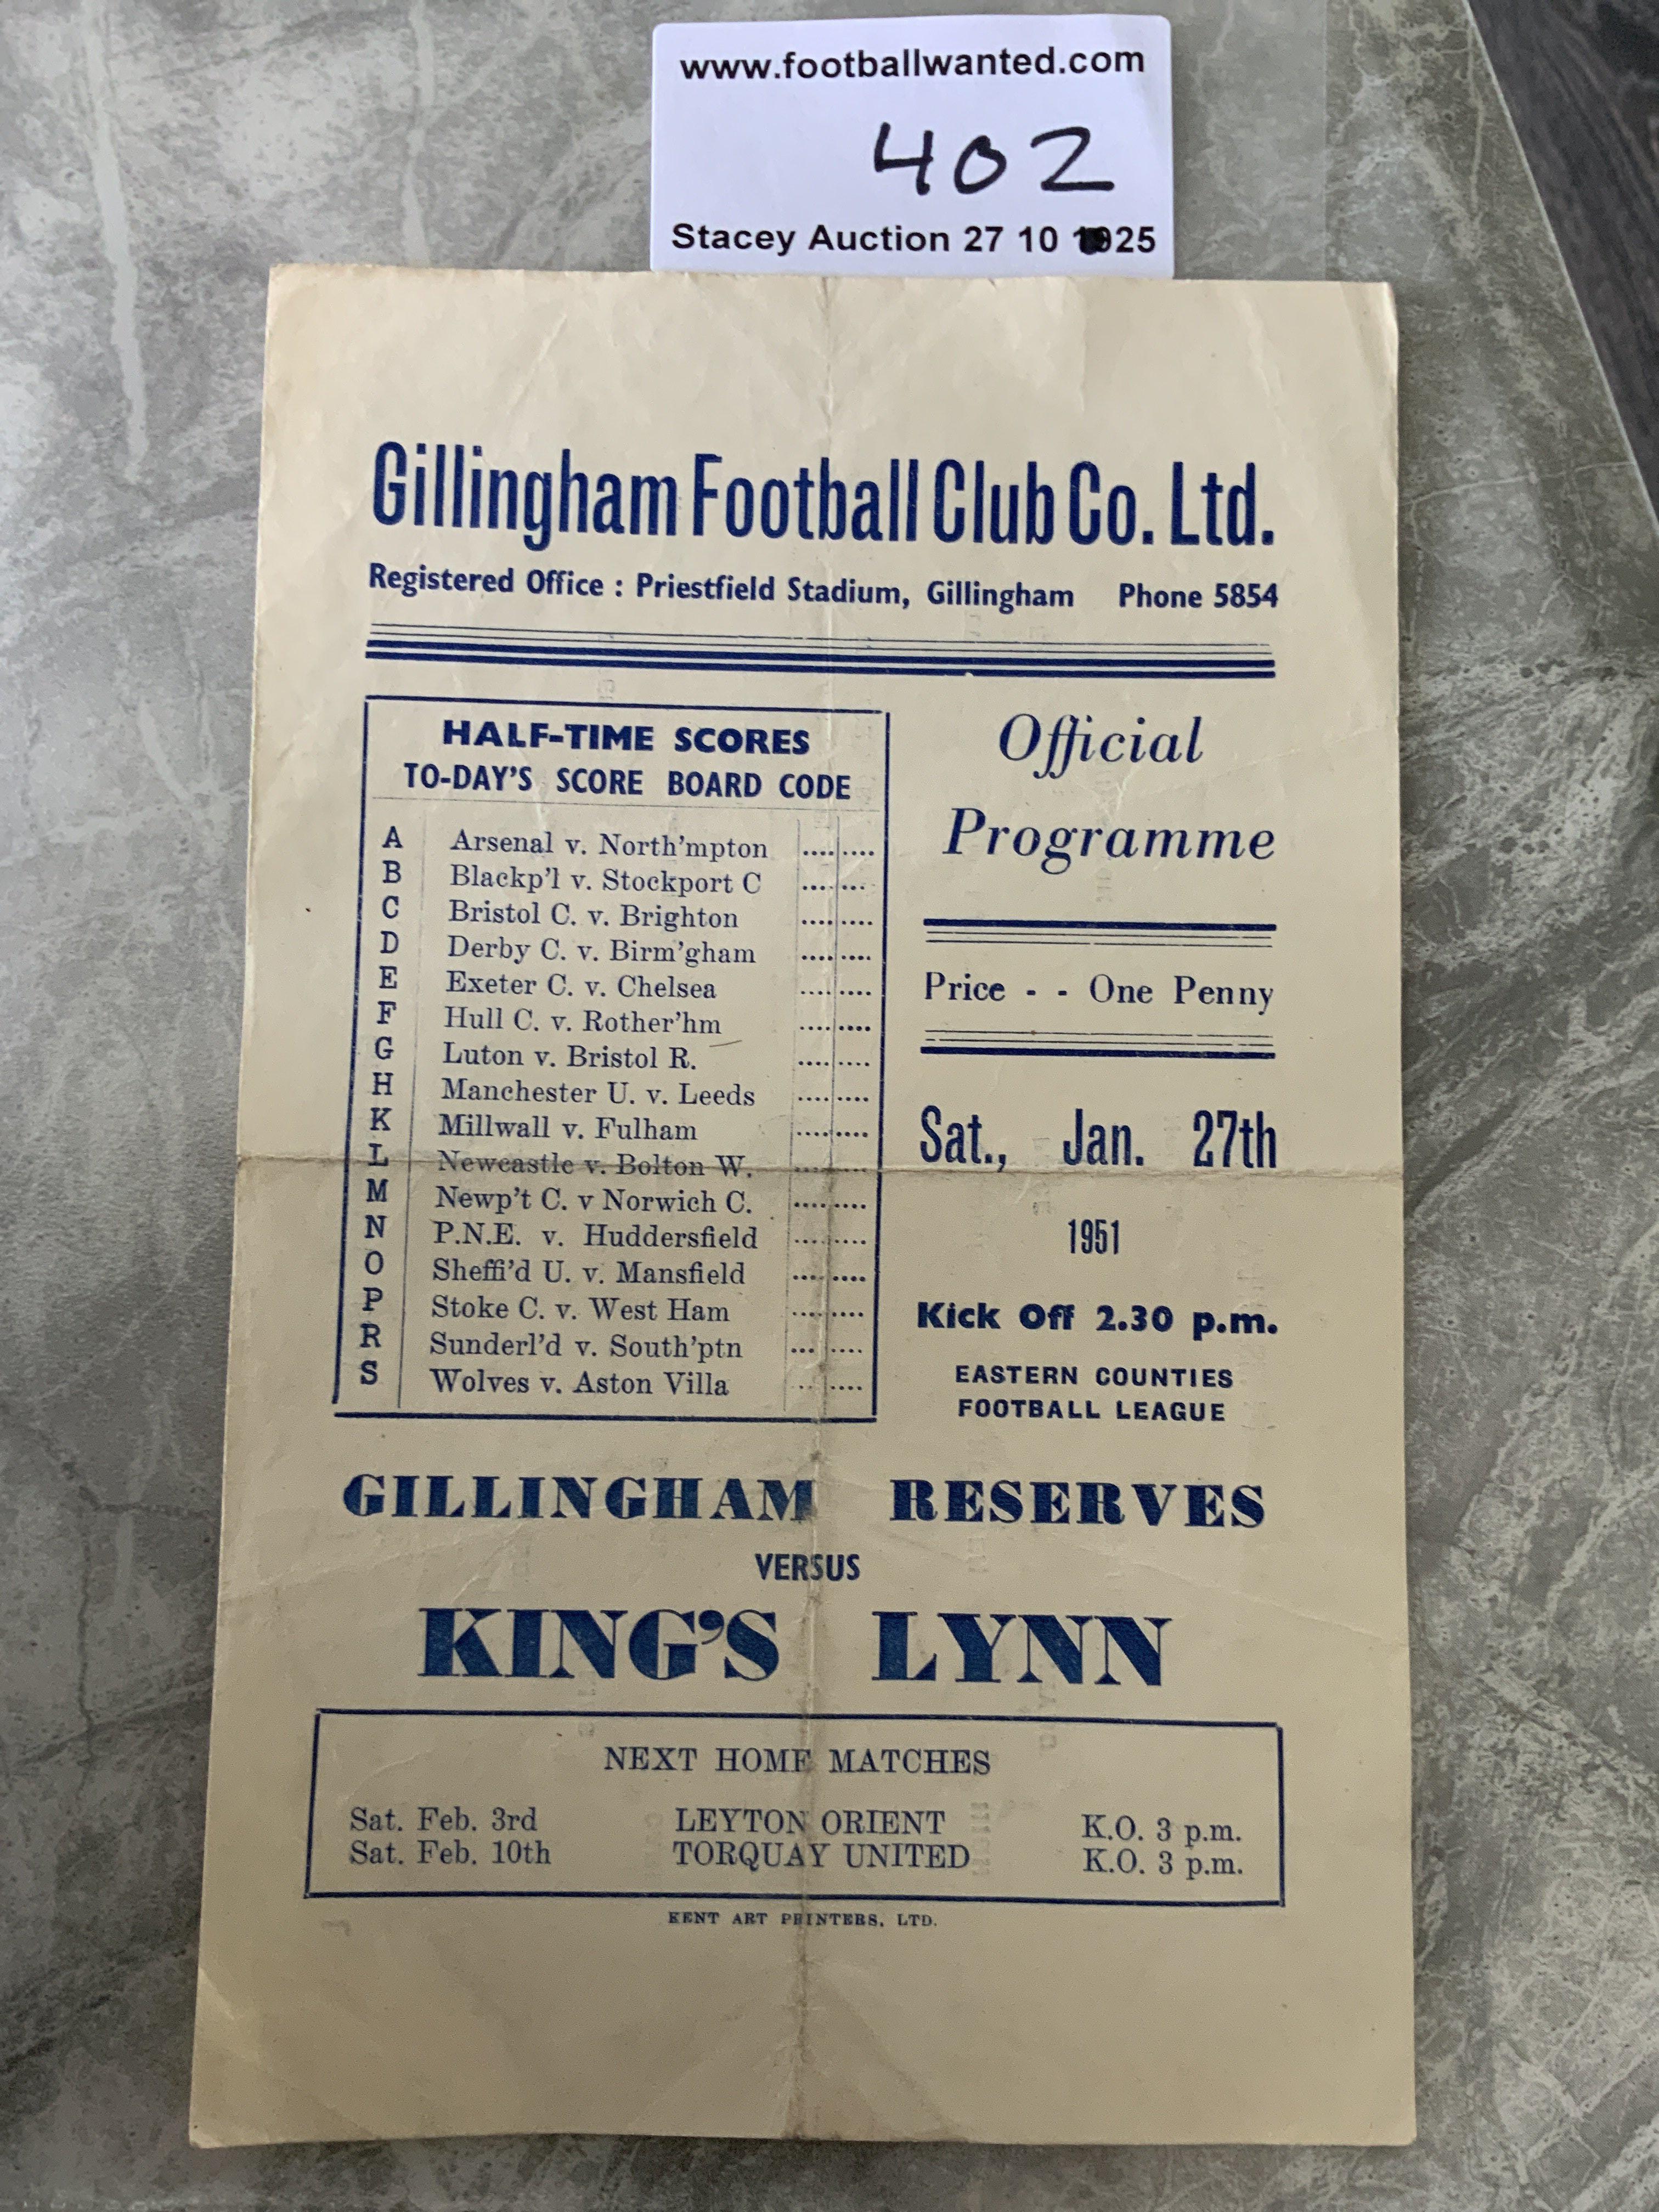 www.footballwanted.com
402
Stacey Auction 27 10 1925
Gillingham Football Club Co. Ltd.
Registered Office : Priestfield Stadium, Gillingham Phone 5854
HALF-TIME SCORES
TO-DAY'S SCORE BOARD CODE
A Arsenal v. North'mpton ........
B Blackp'l v. Stockport C .......
C Bristol C. v. Brighton ........
D Derby C. v. Birm'gham ........
E Exeter C. v. Chelsea ........
F Hull C. v. Rother'hm ........
G Luton v. Bristol R. ........
H Manchester U. v. Leeds ........
K Millwall v. Fulham ........
L Newcastle v. Bolton W. ........
M Newp't C. v Norwich C. ........
N P.N.E. v. Huddersfield ........
O Sheffi'd U. v. Mansfield ........
P Stoke C. v. West Ham ........
R Sunderl'd v. South'ptn ... ....
S Wolves v. Aston Villa .. ....
Official
Programme
Price - - One Penny
Sat., Jan. 27th
1951
Kick Off 2.30 p.m.
EASTERN COUNTIES
FOOTBALL LEAGUE
GILLINGHAM RESERVES
VERSUS
KING'S LYNN
NEXT HOME MATCHES
Sat. Feb. 3rd LEYTON ORIENT K.O. 3 p.m.
Sat. Feb. 10th TORQUAY UNITED K.O. 3 p.m.
KENT ART PRINTERS, LTD.